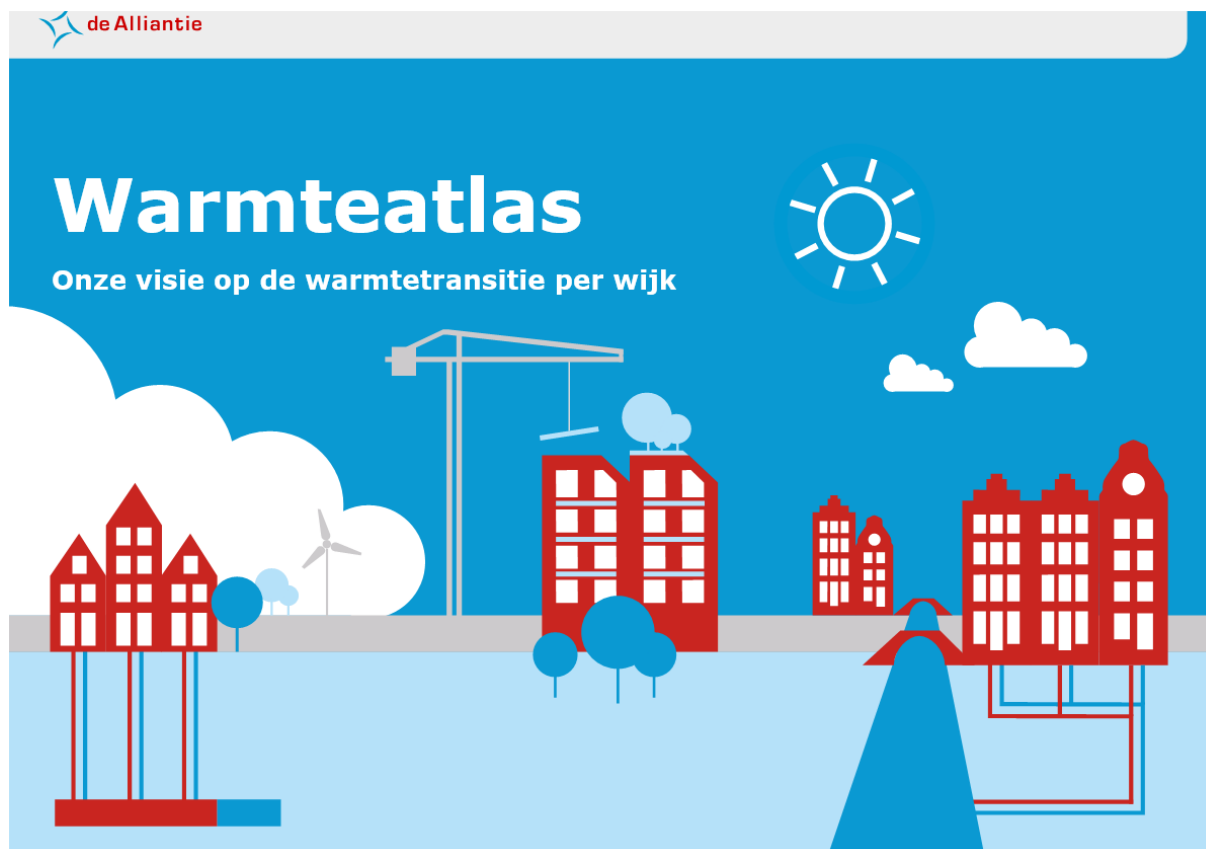 de Alliantie
Warmteatlas
Onze visie op de warmtetransitie per wijk